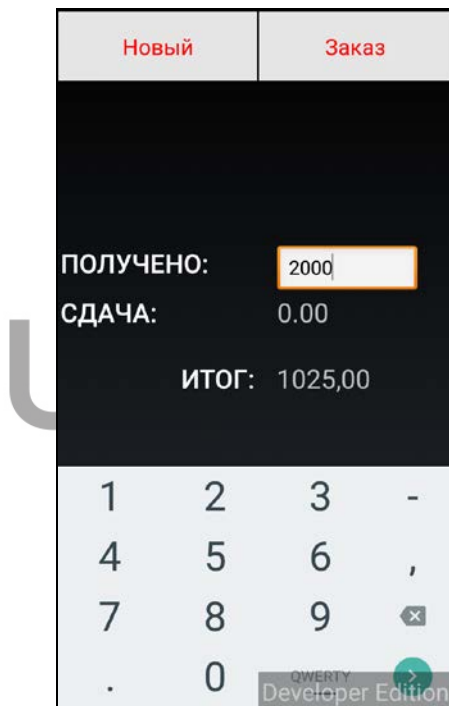 Новый Заказ
ПОЛУЧЕНО: 2000
СДАЧА: 0.00
ИТОГ: 1025,00
1 2 3 -
4 5 6 ,
7 8 9
. 0 QWERTY
Developer Edition